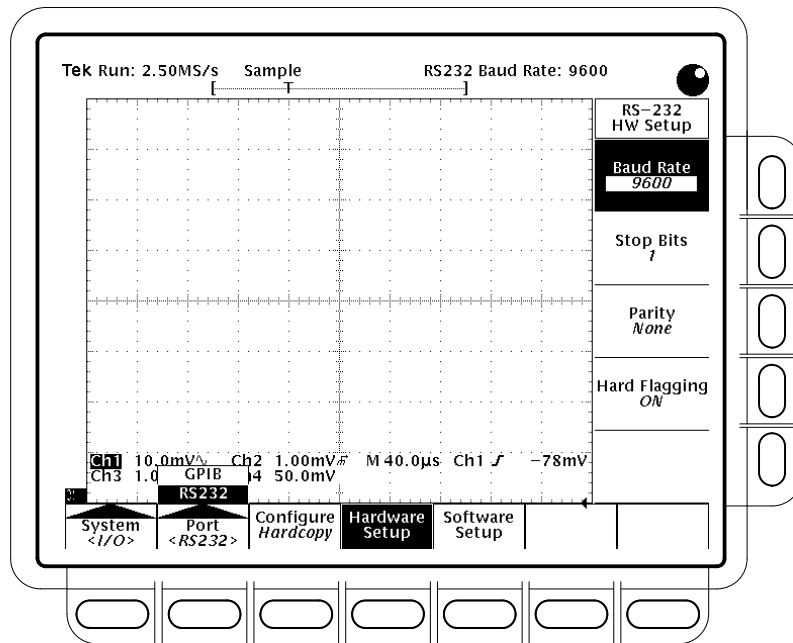 Tek Run: 2.50MS/s Sample RS232 Baud Rate: 9600
[ T ]
RS-232
HW Setup
Baud Rate
9600
Stop Bits
1
Parity
None
Hard Flagging
ON
Ch1 10.0mV Ch2 1.00mV M 40.0µs Ch1 -78mV
Ch3 1.0 4 50.0mV
GPIB
RS232
System
<I/O>
Port
<RS232>
Configure
Hardcopy
Hardware
Setup
Software
Setup